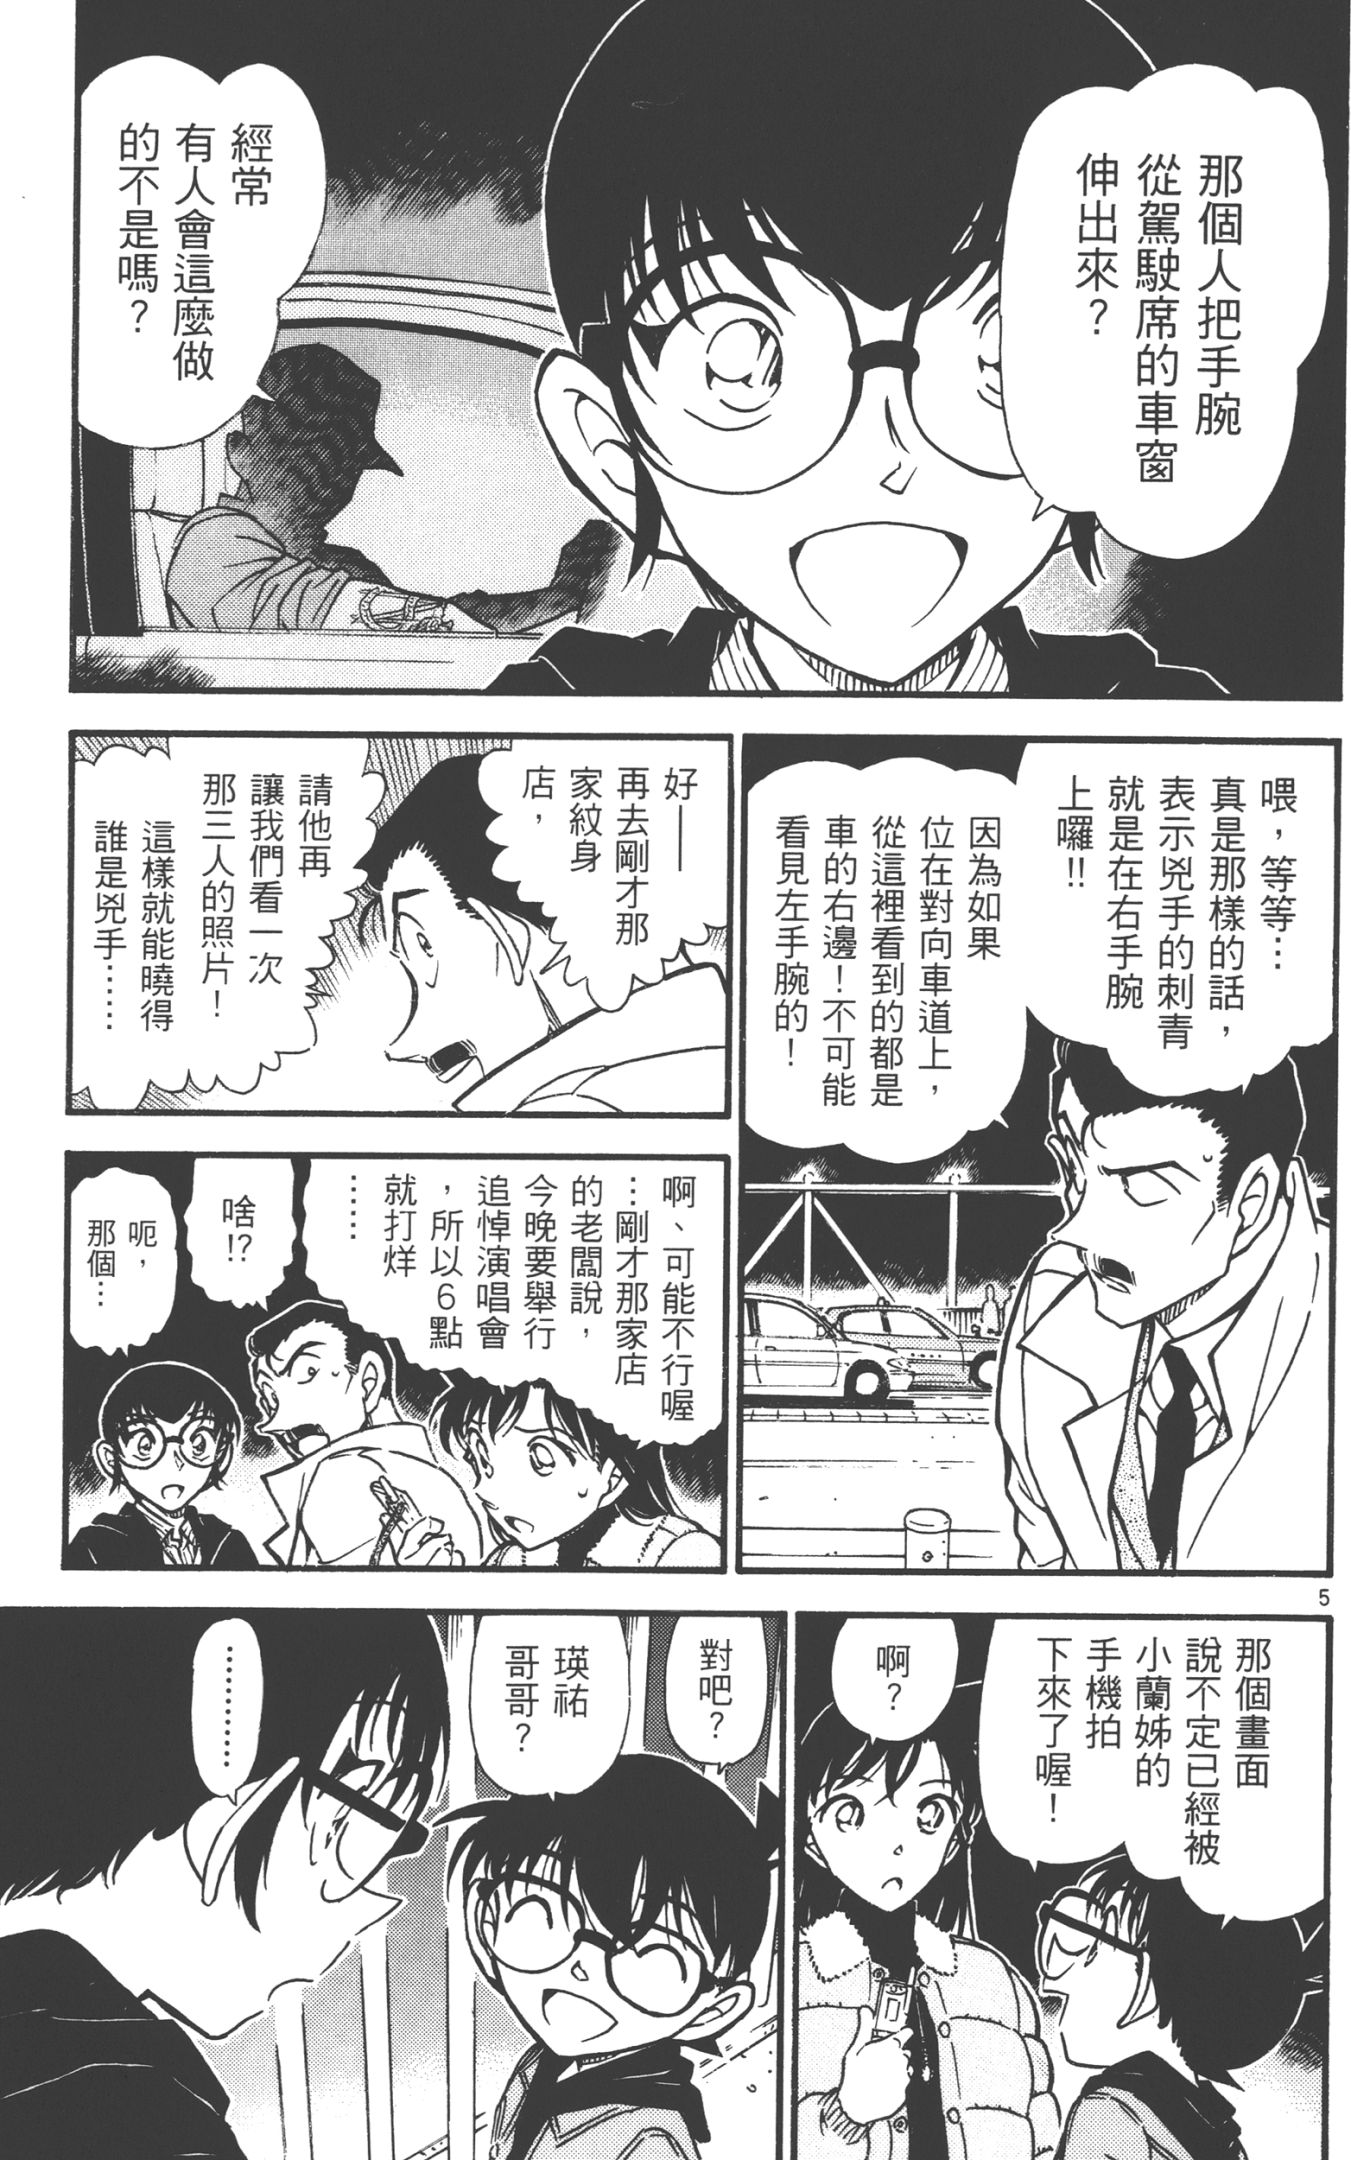 那個人把手腕
從駕駛席的車窗
伸出來？
經常
有人會這麼做
的不是嗎？
喂，等等…
真是那樣的話，
表示兇手的刺青
就是在右手腕
上囉!!
因為如果
位在對向車道上，
從這裡看到的都是
車的右邊！不可能
看見左手腕的！
好——
再去剛才那
家紋身
店，
請他再
讓我們看一次
那三人的照片！
這樣就能曉得
誰是兇手……
啊、可能不行喔
…剛才那家店
的老闆說，
今晚要舉行
追悼演唱會
，所以6點
就打烊
……
啥!?
呃，
那個…
5
那個畫面
說不定已經被
小蘭姊的
手機拍
下來了喔！
啊？
對吧？
瑛祐
哥哥？
………